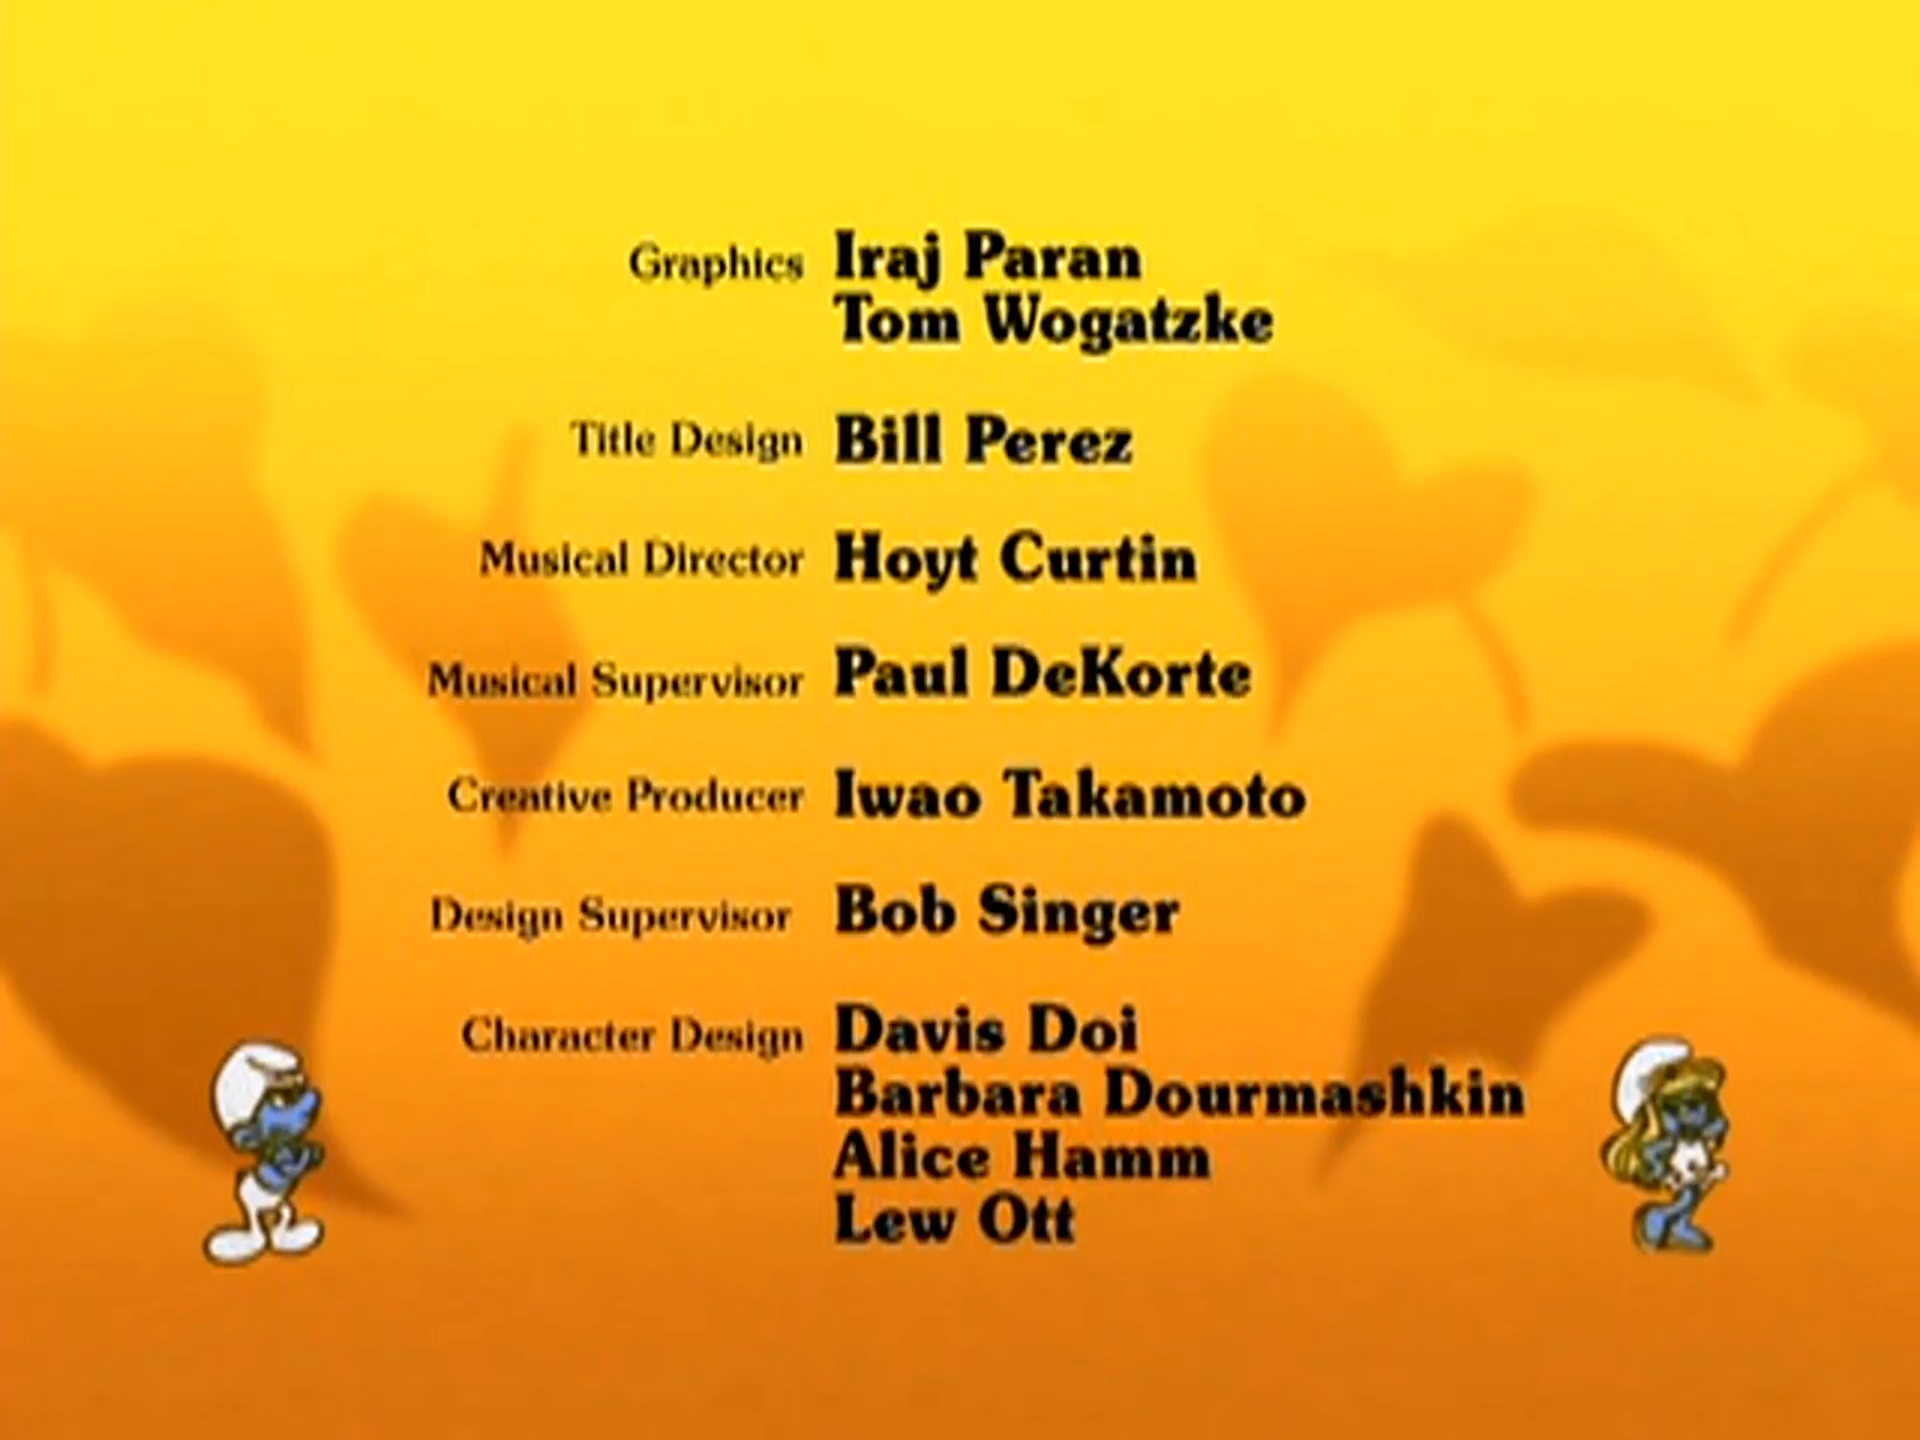 Graphics Iraj Paran
Tom Wogatzke
Title Design Bill Perez
Musical Director Hoyt Curtin
Musical Supervisor Paul DeKorte
Creative Producer Iwao Takamoto
Design Supervisor Bob Singer
Character Design Davis Doi
Barbara Dourmashkin
Alice Hamm
Lew Ott